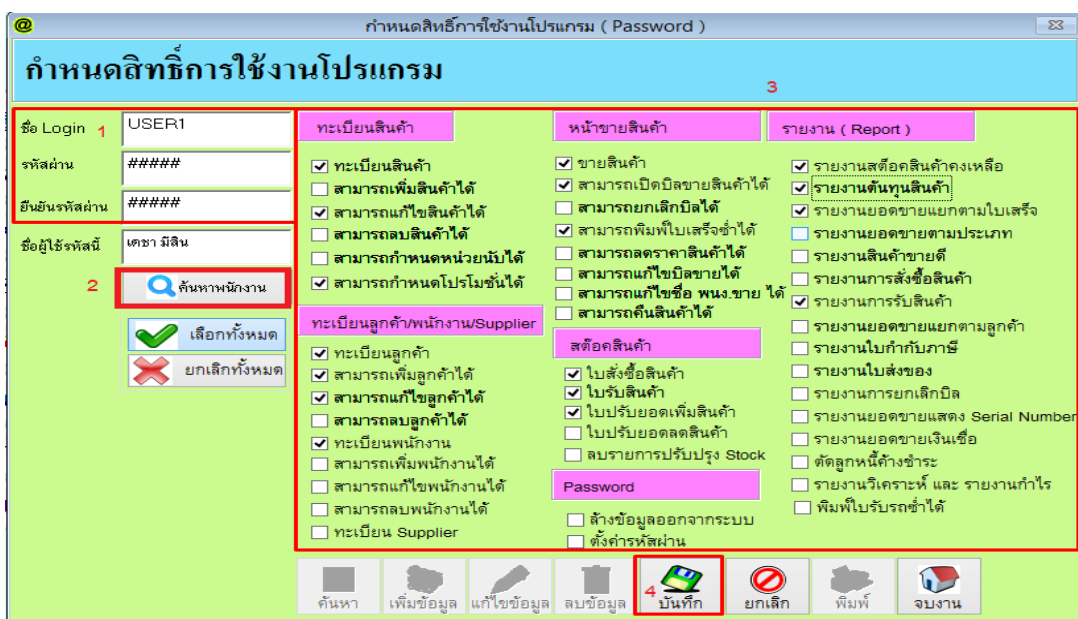 กำหนดสิทธิ์การใช้งานโปรแกรม ( Password )
กำหนดสิทธิ์การใช้งานโปรแกรม
3
ชื่อ Login 1 USER1
รหัสผ่าน #####
ยืนยันรหัสผ่าน #####
ชื่อผู้ใช้รหัสนี้ เดชา มีสิน
2 ค้นหาพนักงาน
เลือกทั้งหมด
ยกเลิกทั้งหมด
ทะเบียนสินค้า
ทะเบียนสินค้า
สามารถเพิ่มสินค้าได้
สามารถแก้ไขสินค้าได้
สามารถลบสินค้าได้
สามารถกำหนดหน่วยนับได้
สามารถกำหนดโปรโมชั่นได้
ทะเบียนลูกค้า/พนักงาน/Supplier
ทะเบียนลูกค้า
สามารถเพิ่มลูกค้าได้
สามารถแก้ไขลูกค้าได้
สามารถลบลูกค้าได้
ทะเบียนพนักงาน
สามารถเพิ่มพนักงานได้
สามารถแก้ไขพนักงานได้
สามารถลบพนักงานได้
ทะเบียน Supplier
หน้าขายสินค้า
ขายสินค้า
สามารถเปิดบิลขายสินค้าได้
สามารถยกเลิกบิลได้
สามารถพิมพ์ใบเสร็จซ้ำได้
สามารถลดราคาสินค้าได้
สามารถแก้ไขบิลขายได้
สามารถแก้ไขชื่อ พนง.ขาย ได้
สามารถคืนสินค้าได้
สต๊อคสินค้า
ใบสั่งซื้อสินค้า
ใบรับสินค้า
ใบปรับยอดเพิ่มสินค้า
ใบปรับยอดลดสินค้า
ลบรายการปรับปรุง Stock
Password
ล้างข้อมูลออกจากระบบ
ตั้งค่ารหัสผ่าน
รายงาน ( Report )
รายงานสต๊อคสินค้าคงเหลือ
รายงานต้นทุนสินค้า
รายงานยอดขายแยกตามใบเสร็จ
รายงานยอดขายตามประเภท
รายงานสินค้าขายดี
รายงานการสั่งซื้อสินค้า
รายงานการรับสินค้า
รายงานยอดขายแยกตามลูกค้า
รายงานใบกำกับภาษี
รายงานใบส่งของ
รายงานการยกเลิกบิล
รายงานยอดขายแสดง Serial Number
รายงานยอดขายเงินเชื่อ
ตัดลูกหนี้ค้างชำระ
รายงานวิเคราะห์ และ รายงานกำไร
พิมพ์ใบรับรถซ้ำได้
ค้นหา เพิ่มข้อมูล แก้ไขข้อมูล ลบข้อมูล 4 บันทึก ยกเลิก พิมพ์ จบงาน